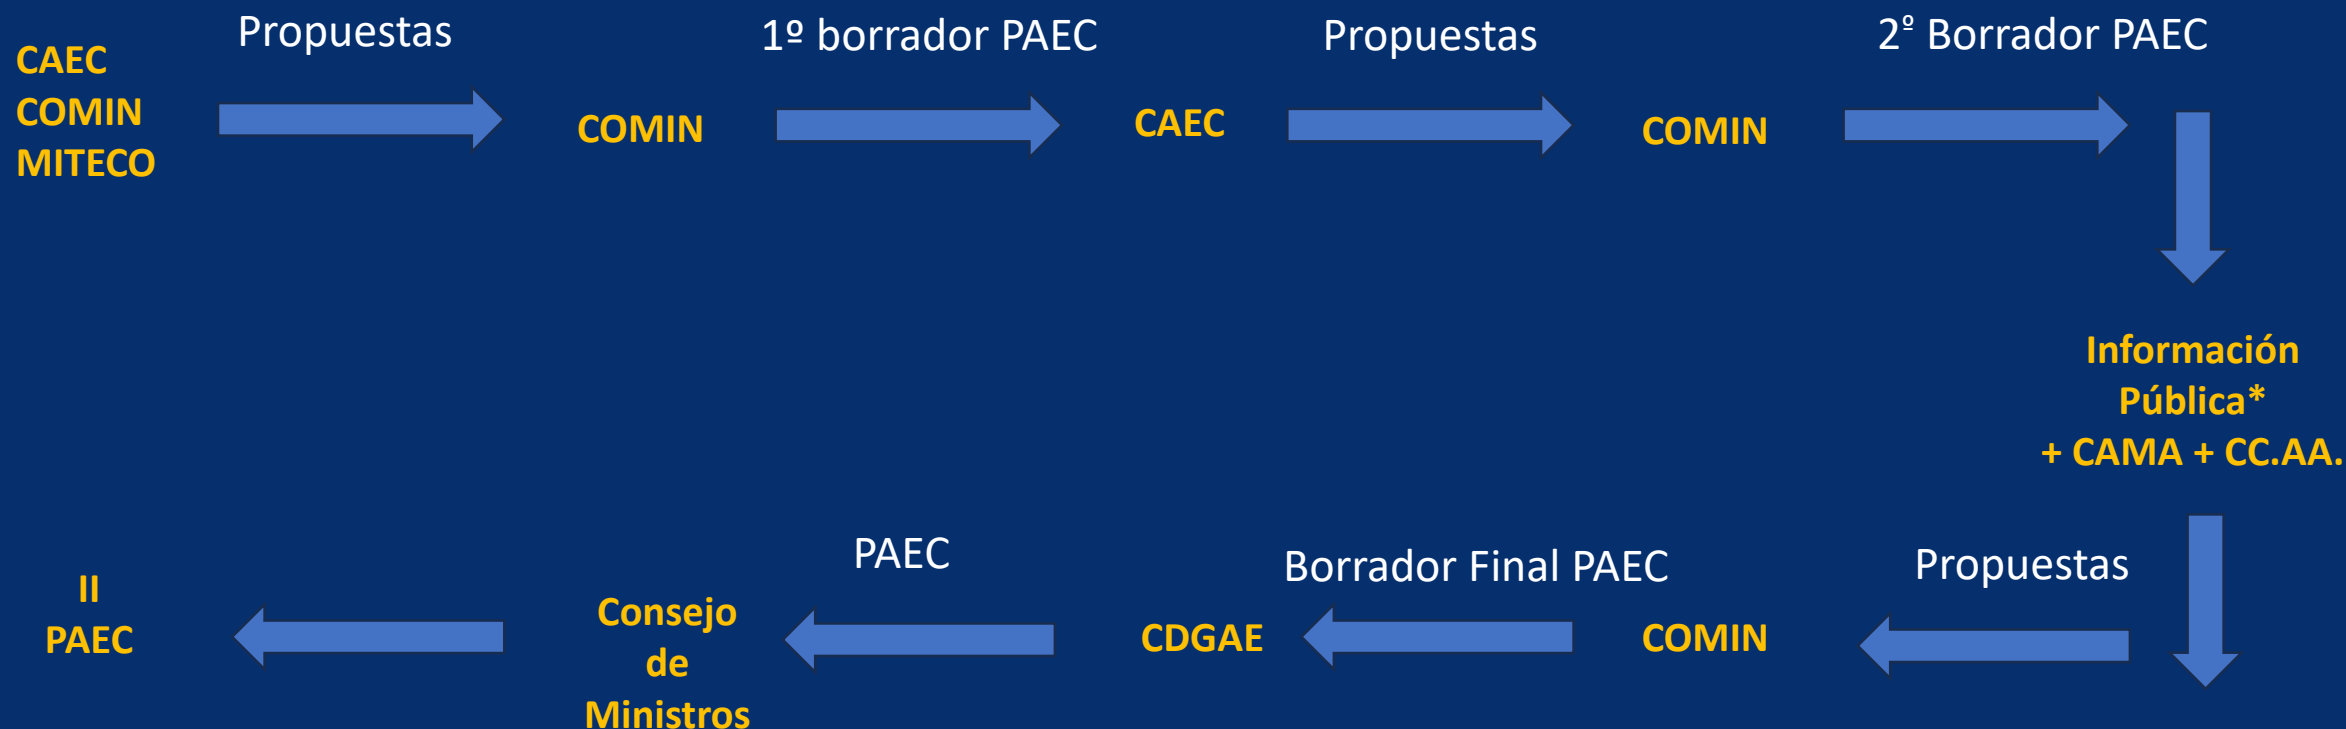 CAEC
COMIN
MITECO
Propuestas
COMIN
1º borrador PAEC
CAEC
Propuestas
COMIN
2º Borrador PAEC
Información
Pública*
+ CAMA + CC.AA.
Propuestas
COMIN
Borrador Final PAEC
CDGAE
PAEC
Consejo
de
Ministros
II
PAEC